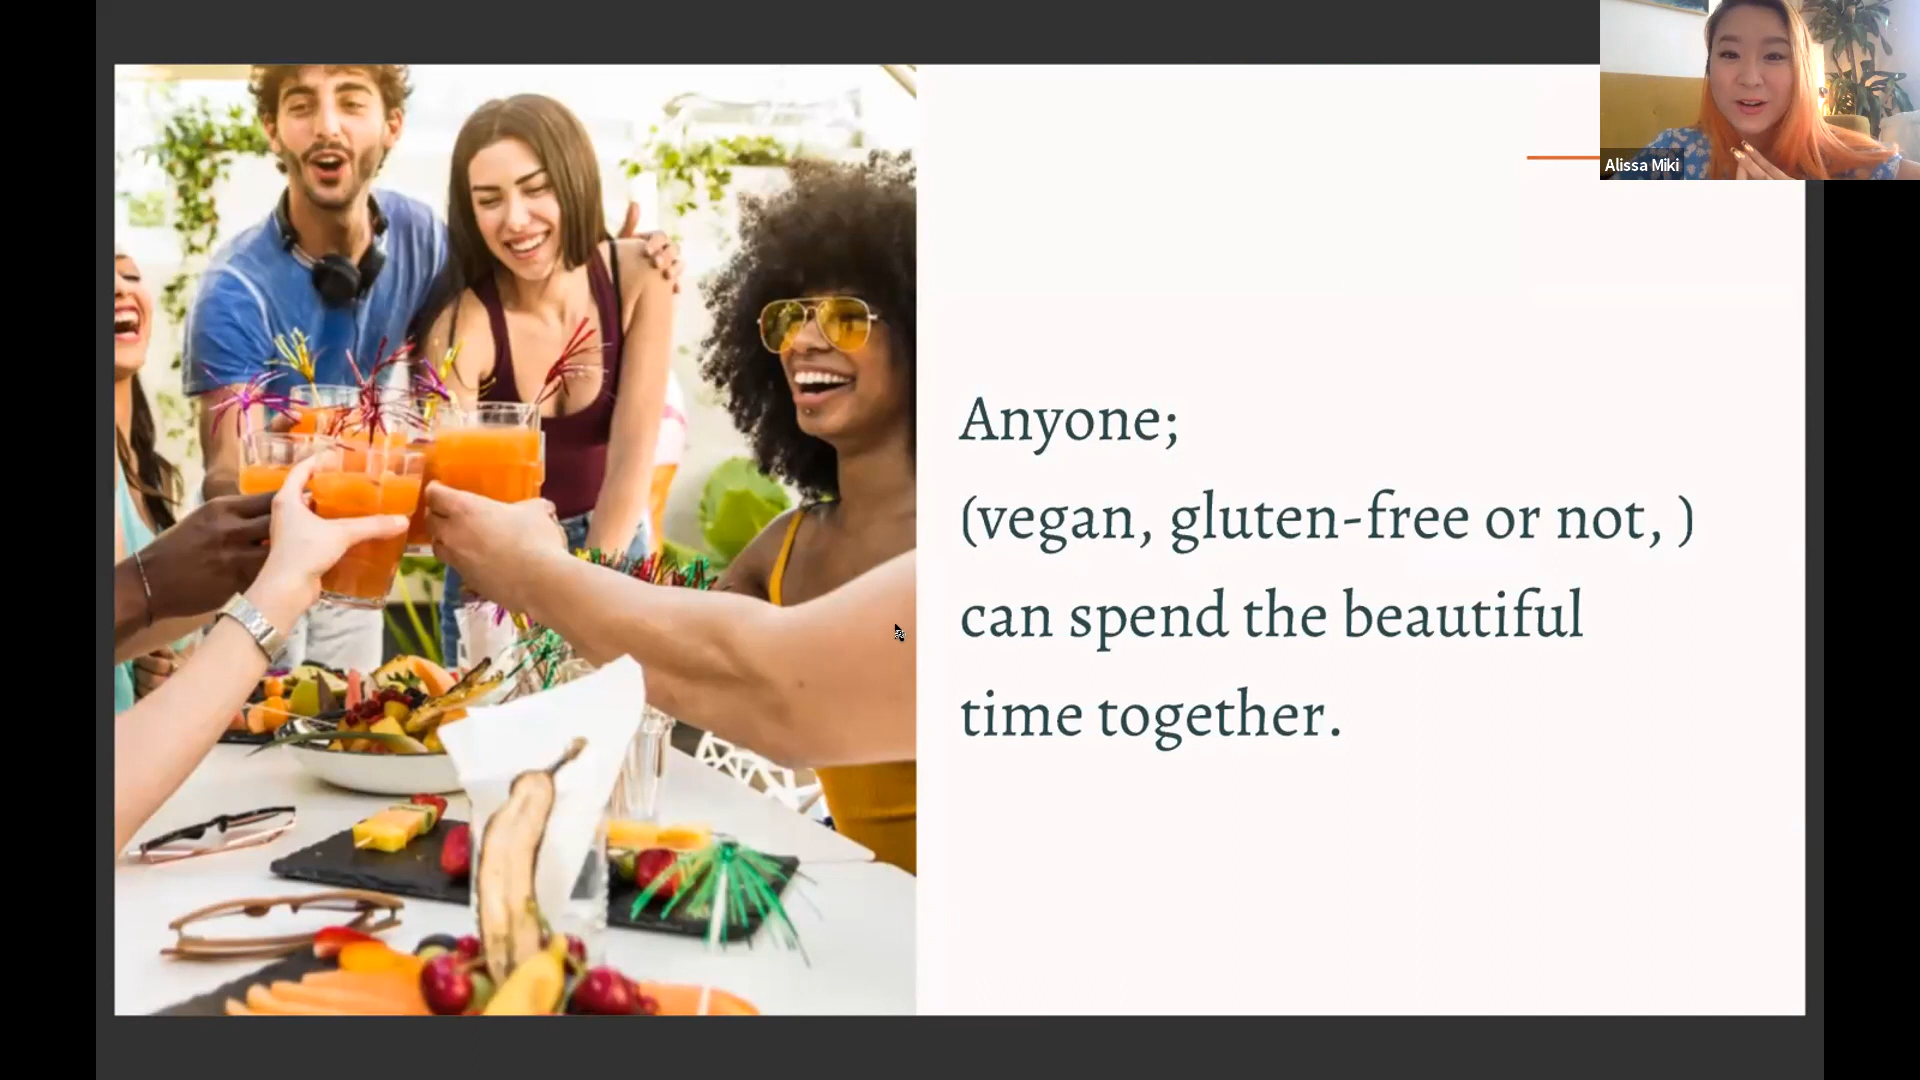 Alissa Miki
Anyone;
(vegan, gluten-free or not, )
can spend the beautiful
time together.